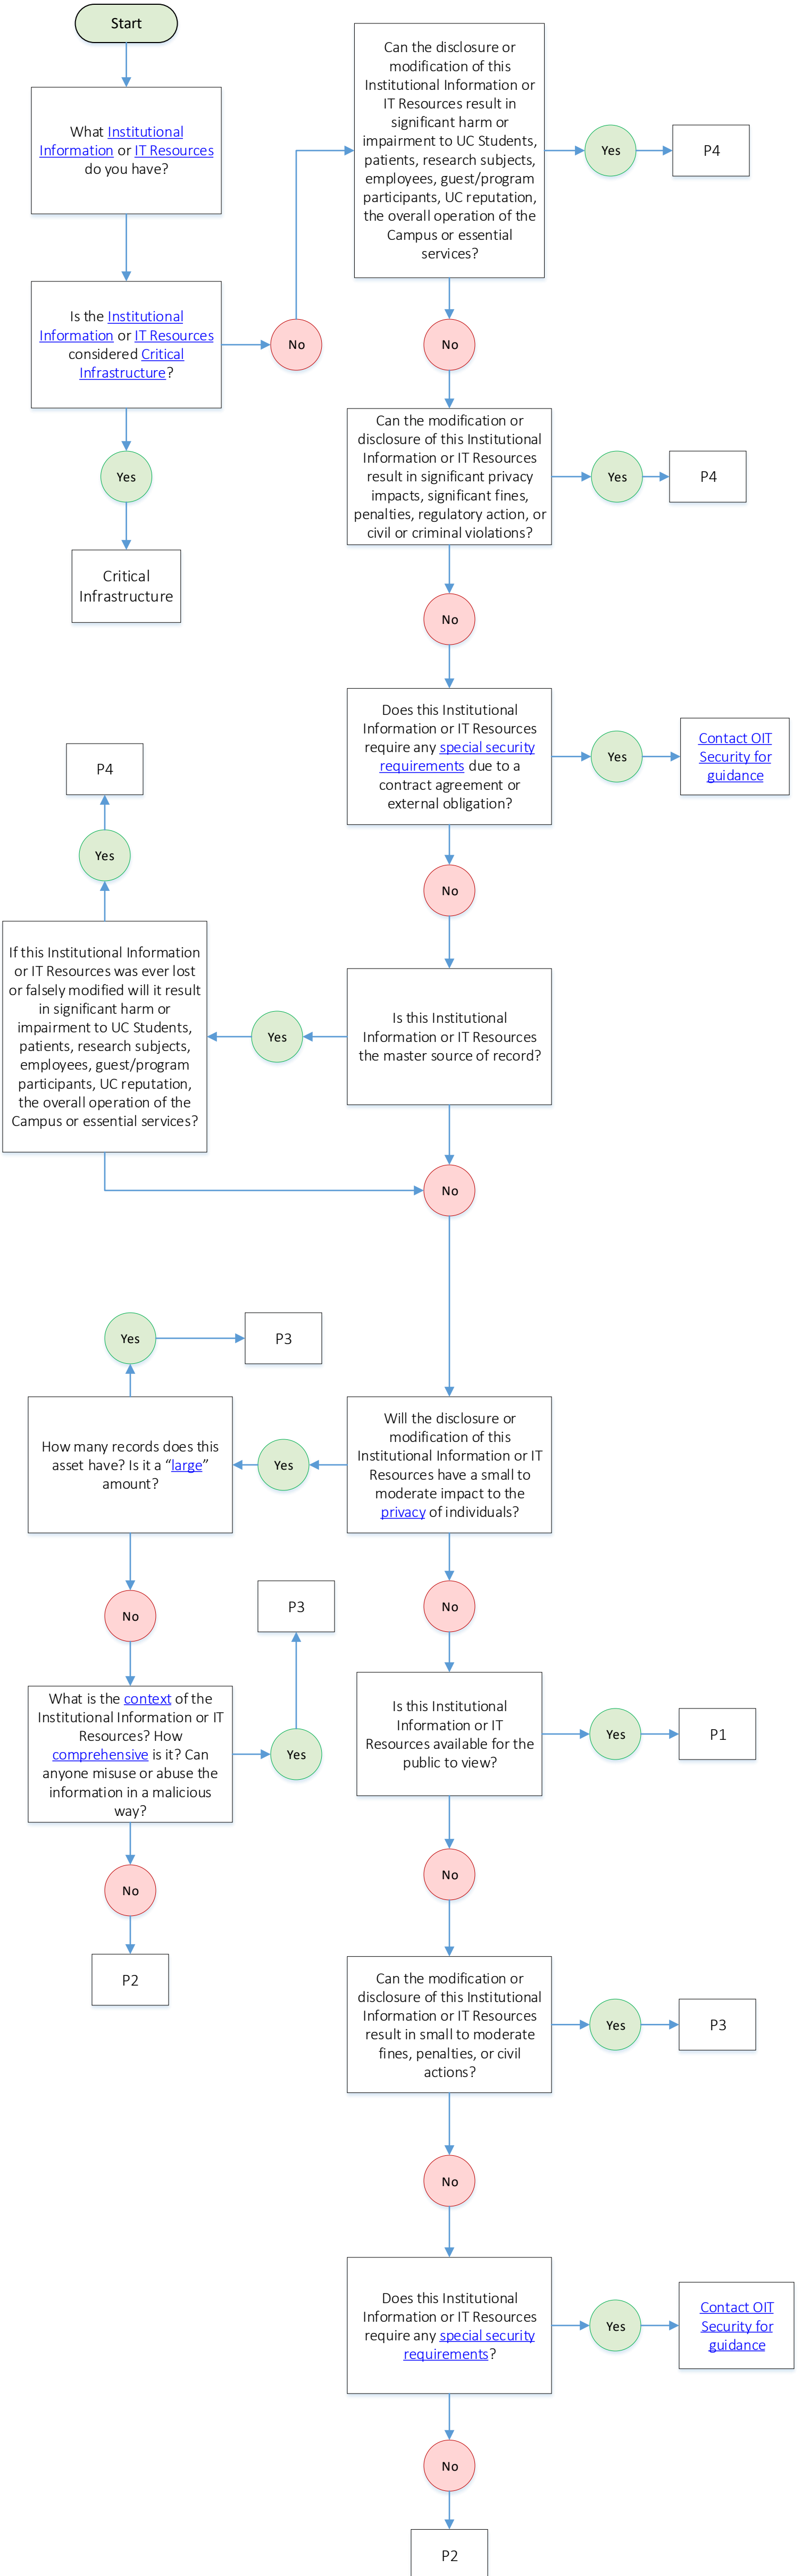 Start
What Institutional
Information or IT Resources
do you have?
Is the Institutional
Information or IT Resources
considered Critical
Infrastructure?
No
Yes
Critical
Infrastructure
Can the disclosure or
modification of this
Institutional Information or
IT Resources result in
significant harm or
impairment to UC Students,
patients, research subjects,
employees, guest/program
participants, UC reputation,
the overall operation of the
Campus or essential
services?
Yes
P4
No
Can the modification or
disclosure of this Institutional
Information or IT Resources
result in significant privacy
impacts, significant fines,
penalties, regulatory action, or
civil or criminal violations?
Yes
P4
No
Does this Institutional
Information or IT Resources
require any special security
requirements due to a
contract agreement or
external obligation?
Yes
Contact OIT
Security for
guidance
No
Is this Institutional
Information or IT Resources
the master source of record?
Yes
If this Institutional Information
or IT Resources was ever lost
or falsely modified will it result
in significant harm or
impairment to UC Students,
patients, research subjects,
employees, guest/program
participants, UC reputation,
the overall operation of the
Campus or essential services?
Yes
P4
No
Will the disclosure or
modification of this
Institutional Information or IT
Resources have a small to
moderate impact to the
privacy of individuals?
Yes
How many records does this
asset have? Is it a “large”
amount?
Yes
P3
No
What is the context of the
Institutional Information or IT
Resources? How
comprehensive is it? Can
anyone misuse or abuse the
information in a malicious
way?
Yes
P3
No
P2
No
Is this Institutional
Information or IT
Resources available for the
public to view?
Yes
P1
No
Can the modification or
disclosure of this Institutional
Information or IT Resources
result in small to moderate
fines, penalties, or civil
actions?
Yes
P3
No
Does this Institutional
Information or IT Resources
require any special security
requirements?
Yes
Contact OIT
Security for
guidance
No
P2